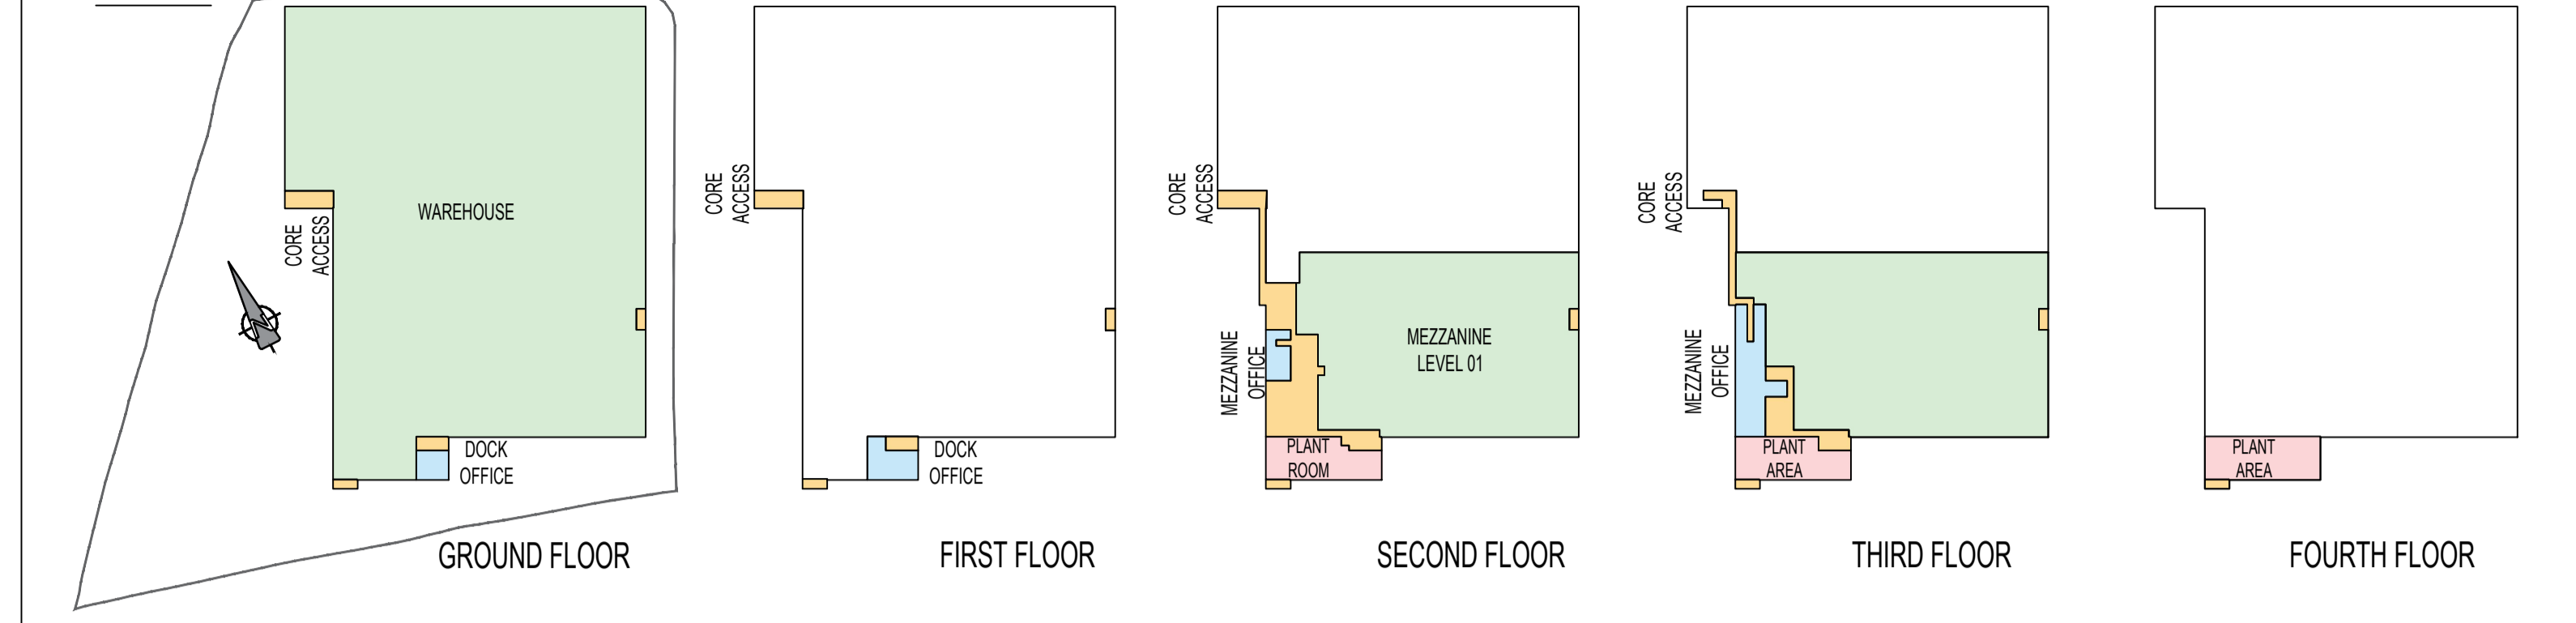 CORE
ACCESS
WAREHOUSE
DOCK
OFFICE
GROUND FLOOR
CORE
ACCESS
DOCK
OFFICE
FIRST FLOOR
CORE
ACCESS
MEZZANINE
OFFICE
MEZZANINE
LEVEL 01
PLANT
ROOM
SECOND FLOOR
CORE
ACCESS
MEZZANINE
OFFICE
PLANT
AREA
THIRD FLOOR
PLANT
AREA
FOURTH FLOOR